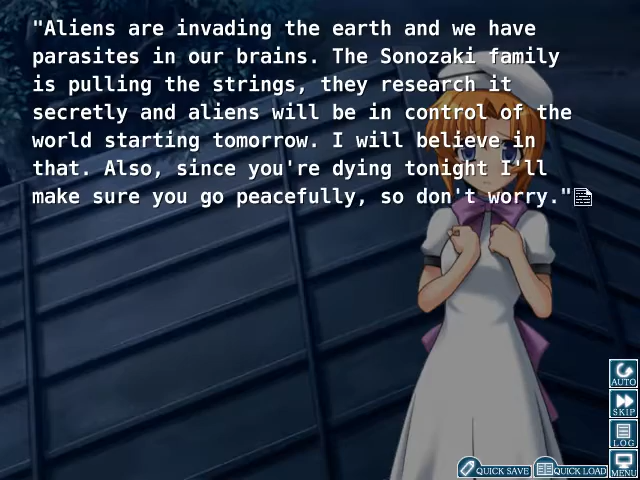 "Aliens are invading the earth and we have
parasites in our brains. The Sonozaki family
is pulling the strings, they research it
secretly and aliens will be in control of the
world starting tomorrow. I will believe in
that. Also, since you're dying tonight I'll
make sure you go peacefully, so don't worry."
AUTO
SKIP
LOG
QUICK SAVE QUICK LOAD MENU